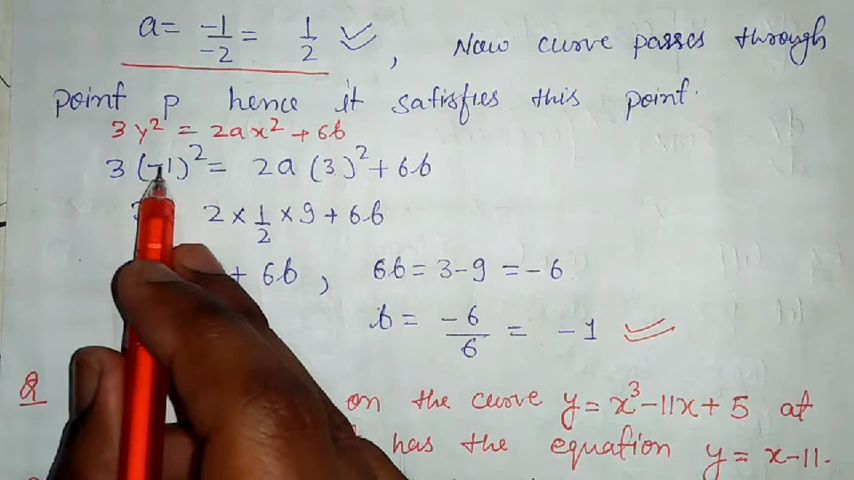 a = -1/-2 = 1/2 , Now curve passes through
point p hence it satisfies this point.
3y² = 2ax² + 6b
3(-1)² = 2a(3)² + 6b
2 × 1/2 × 9 + 6b
+ 6b , 6b = 3-9 = -6
b = -6/6 = -1
Q on the curve y = x³-11x+5 at
has the equation y = x-11.